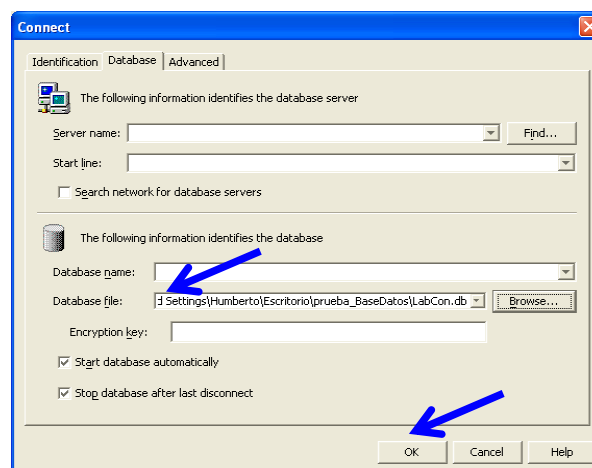 Connect
Identification Database Advanced
The following information identifies the database server
Server name: Find...
Start line:
Search network for database servers
The following information identifies the database
Database name:
Database file: Settings\Humberto\Escritorio\prueba_BaseDatos\LabCon.db Browse...
Encryption key:
Start database automatically
Stop database after last disconnect
OK Cancel Help